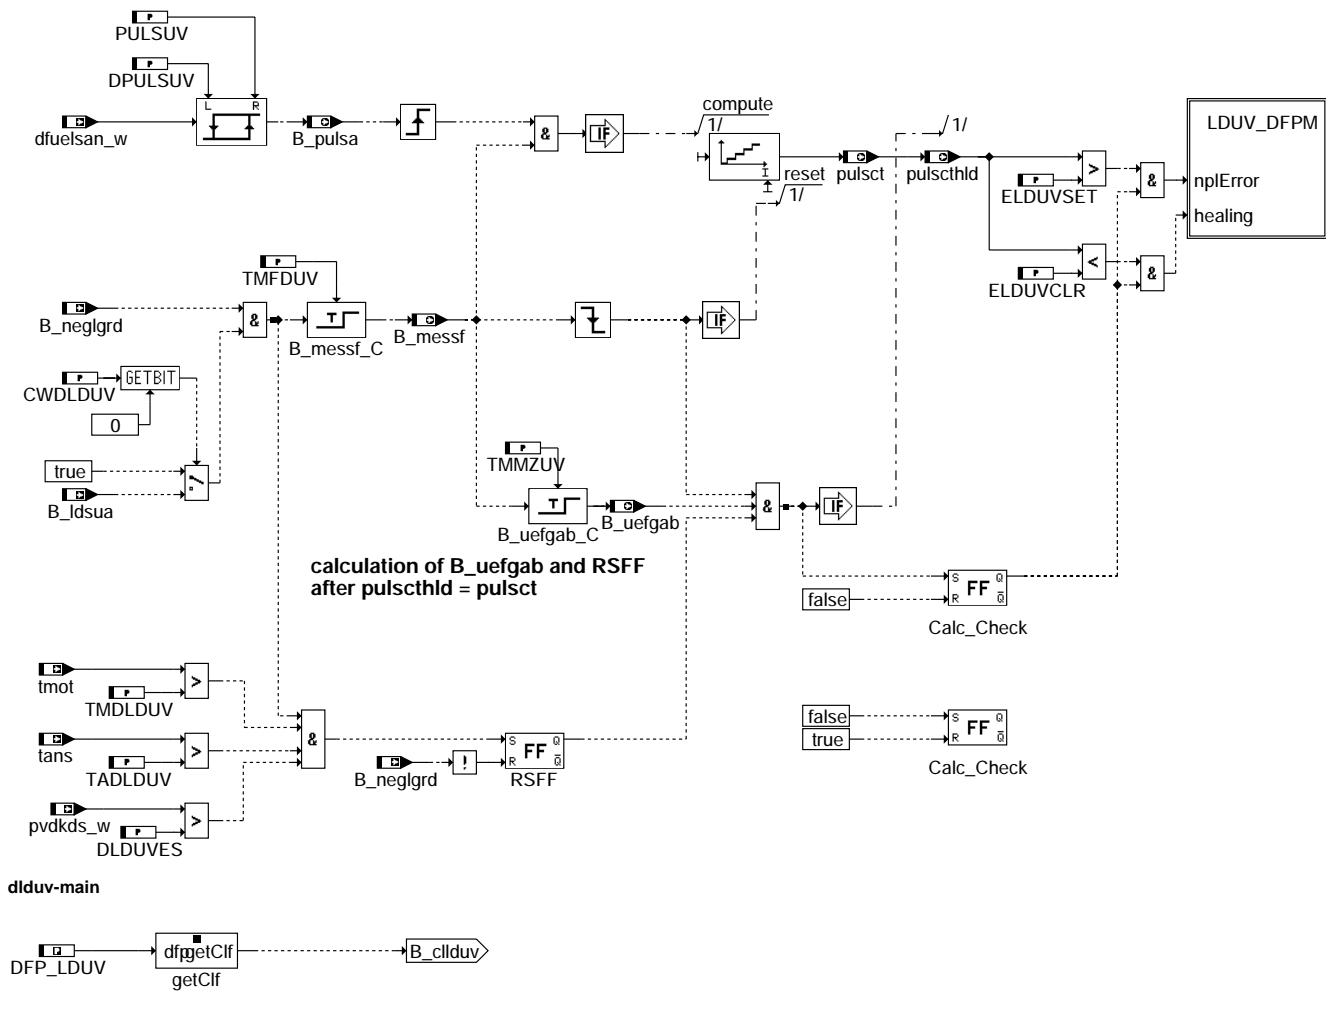 P
PULSUV
P
DPULSUV
L R
dfuelsan_w
B_pulsa
&
IF
compute
1/
reset
1/
pulsct
pulscthld
1/
>
P
ELDUVSET
&
LDUV_DFPM
nplError
healing
<
P
ELDUVCLR
&
P
TMFDUV
B_neglgrd
&
T
B_messf_C
B_messf
IF
P
CWDLDUV
GETBIT
0
true
B_ldsua
P
TMMZUV
T
B_uefgab_C
B_uefgab
&
IF
calculation of B_uefgab and RSFF
after pulscthld = pulsct
false
S Q
FF
R Q
Calc_Check
tmot
>
P
TMDLDUV
tans
>
P
TADLDUV
pvdkds_w
>
P
DLDUVES
&
B_neglgrd
!
S Q
FF
R Q
RSFF
false
true
S Q
FF
R Q
Calc_Check
dlduv-main
DFP_LDUV
dfpgetClf
getClf
B_cllduv